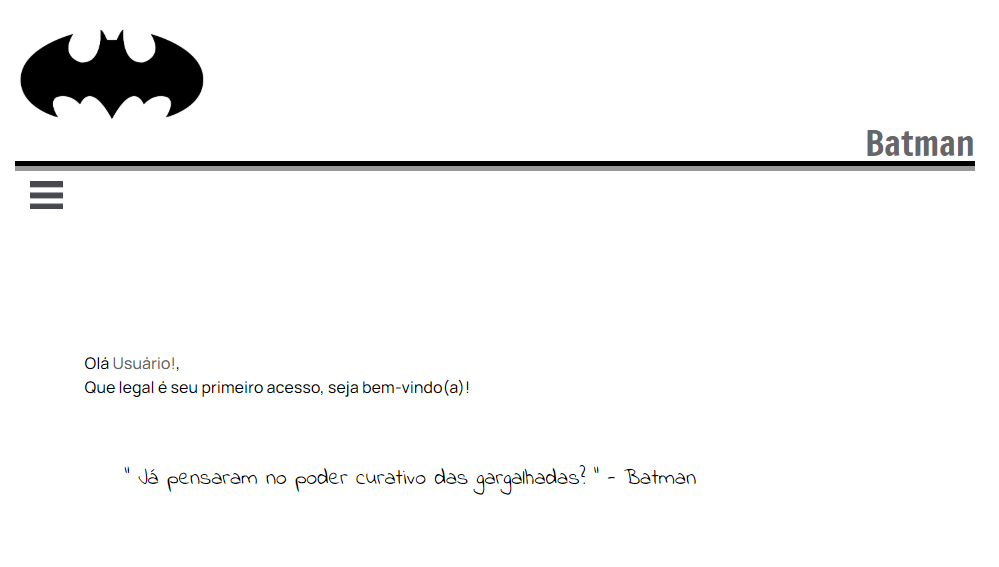 Batman
Olá Usuário!,
Que legal é seu primeiro acesso, seja bem-vindo(a)!
" Já pensaram no poder curativo das gargalhadas? " - Batman